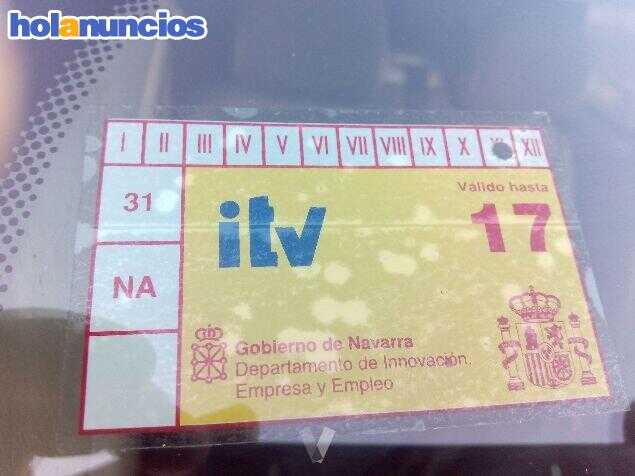 holanuncios
I II III IV V VI VII VIII IX X XI XII
31
Válido hasta
itv
17
NA
Gobierno de Navarra
Departamento de Innovación.
Empresa y Empleo